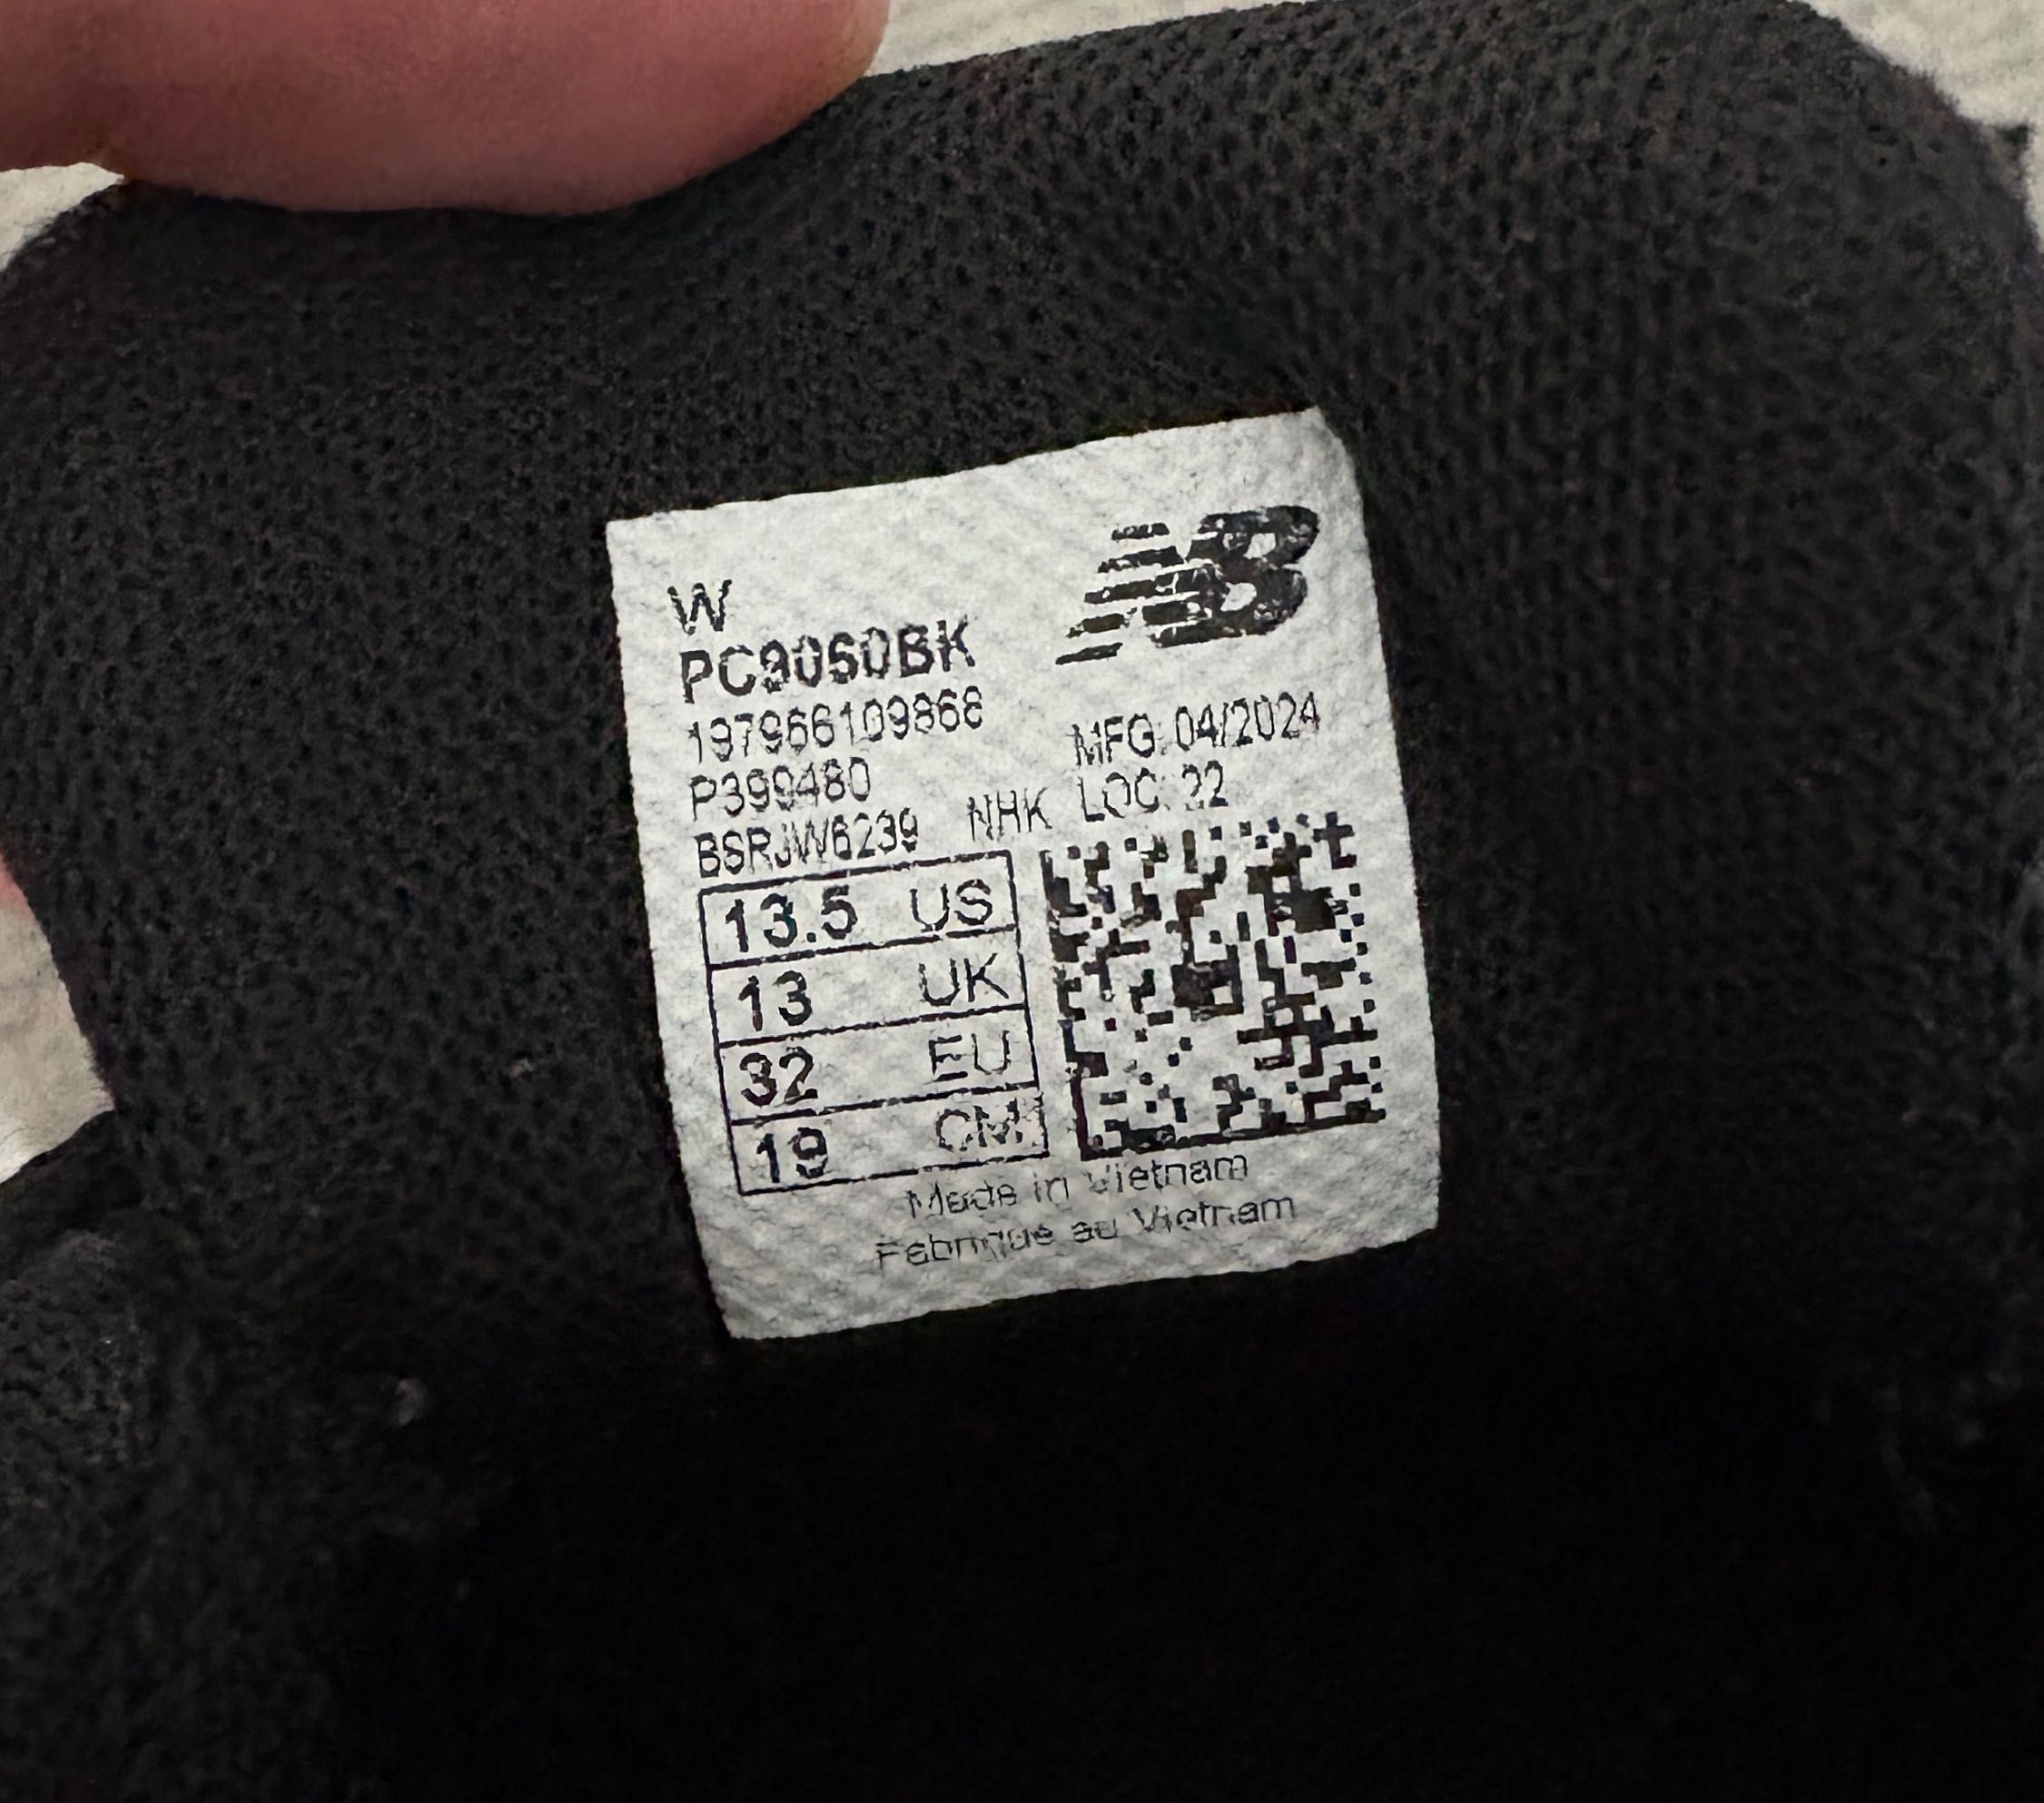 W
PC9060BK
197966109868
P399480
BSRJW6239 NHK
MFG: 04/2024
LOC: 22
13.5 US
13 UK
32 EU
19 CM
Made in Vietnam
Fabrique au Vietnam